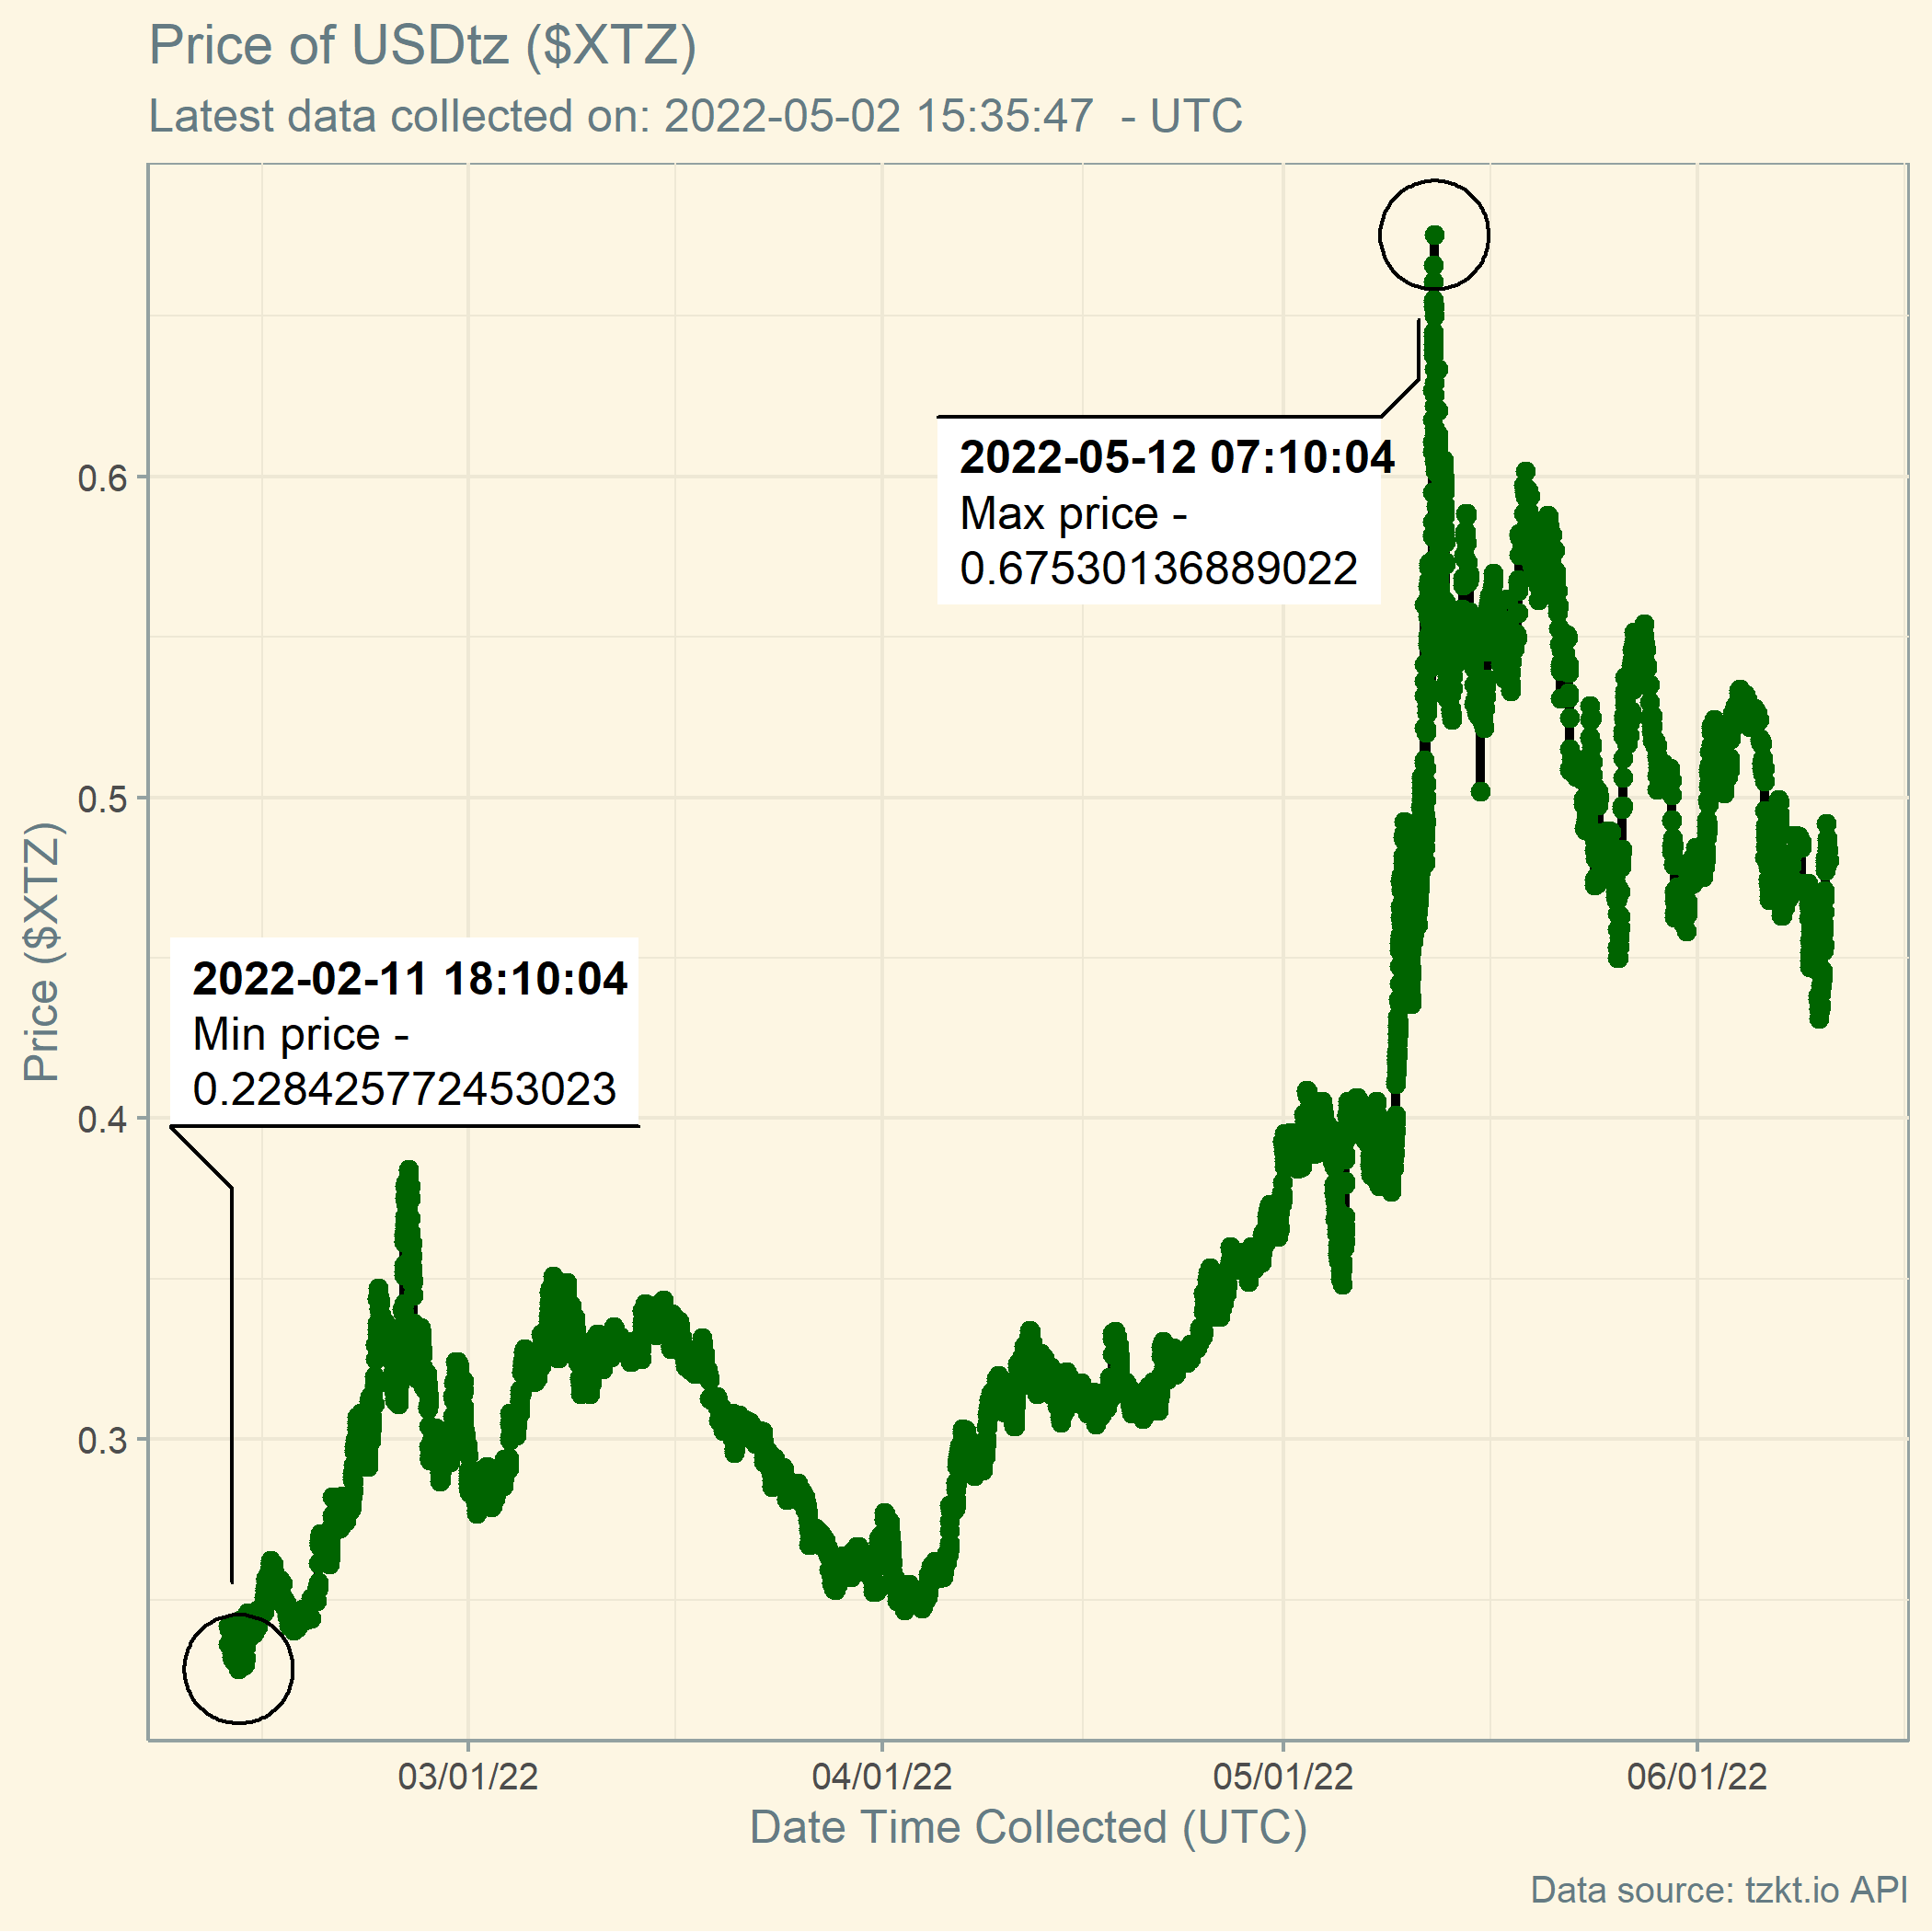 Price of USDtz ($XTZ)
Latest data collected on: 2022-05-02 15:35:47  - UTC
2022-05-12 07:10:04
Max price -
0.67530136889022
2022-02-11 18:10:04
Min price -
0.228425772453023
Price ($XTZ)
0.6
0.5
0.4
0.3
03/01/22
04/01/22
05/01/22
06/01/22
Date Time Collected (UTC)
Data source: tzkt.io API